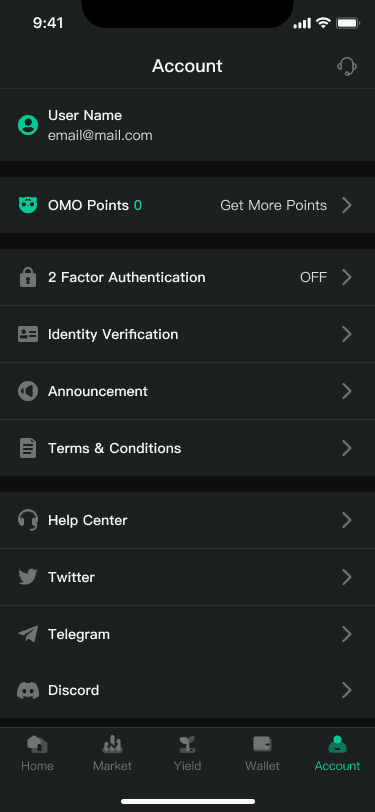 9:41
Account
User Name
email@mail.com
OMO Points 0 Get More Points
2 Factor Authentication OFF
Identity Verification
Announcement
Terms & Conditions
Help Center
Twitter
Telegram
Discord
Home Market Yield Wallet Account